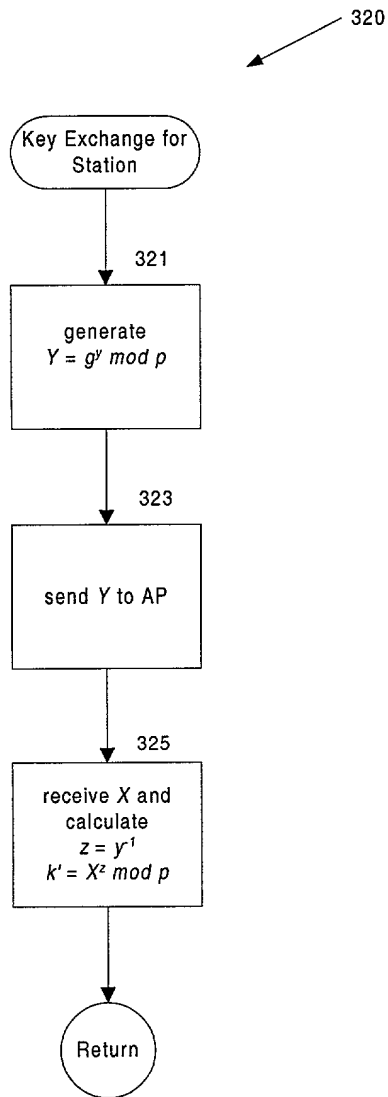 320
Key Exchange for
Station
321
generate
Y = g^y mod p
323
send Y to AP
325
receive X and
calculate
z = y^-1
k' = X^z mod p
Return